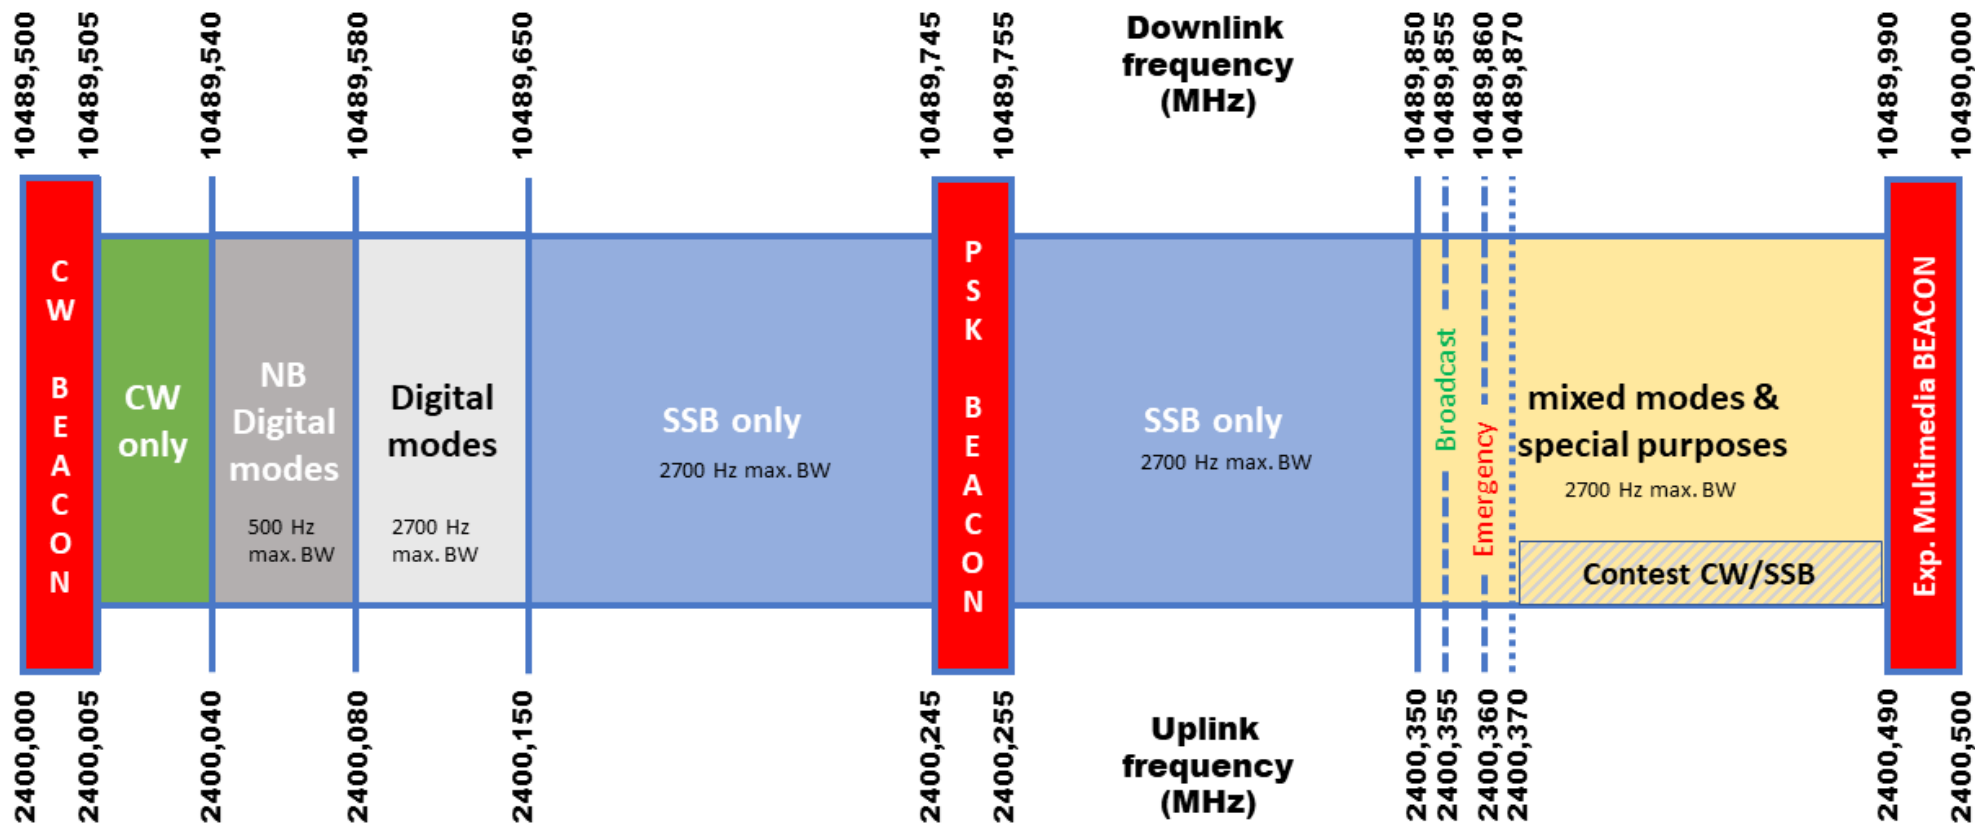 10489,500
10489,505
10489,540
10489,580
10489,650
10489,745
10489,755
Downlink
frequency
(MHz)
10489,850
10489,855
10489,860
10489,870
10489,990
10490,000
CW BEACON
CW
only
NB
Digital
modes
500 Hz
max. BW
Digital
modes
2700 Hz
max. BW
SSB only
2700 Hz max. BW
PSK BEACON
SSB only
2700 Hz max. BW
Broadcast
Emergency
mixed modes &
special purposes
2700 Hz max. BW
Contest CW/SSB
Exp. Multimedia BEACON
2400,000
2400,005
2400,040
2400,080
2400,150
2400,245
2400,255
Uplink
frequency
(MHz)
2400,350
2400,355
2400,360
2400,370
2400,490
2400,500